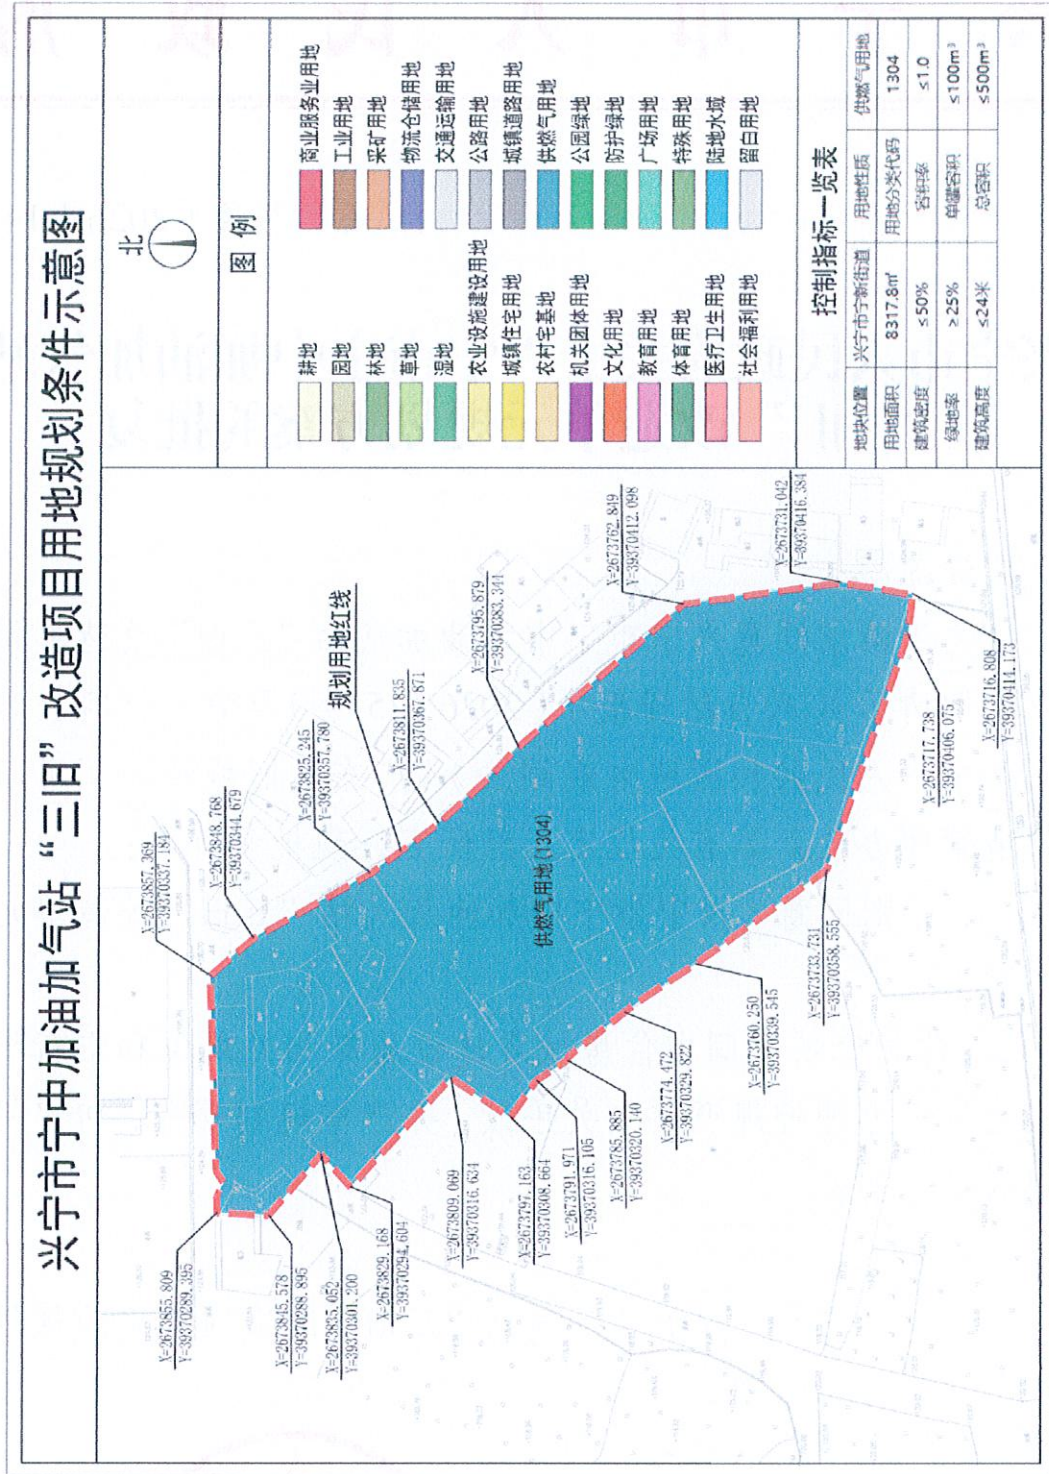 兴宁市宁中加油加气站“三旧”改造项目用地规划条件示意图
北
图 例
耕地
园地
林地
草地
湿地
农业设施建设用地
城镇住宅用地
农村宅基地
机关团体用地
文化用地
教育用地
体育用地
医疗卫生用地
社会福利用地
商业服务业用地
工业用地
采矿用地
物流仓储用地
交通运输用地
公路用地
城镇道路用地
供燃气用地
公园绿地
防护绿地
广场用地
特殊用地
陆地水域
留白用地
控制指标一览表
地块位置 兴宁市宁新街道 用地性质 供燃气用地
用地面积 8317.8㎡ 用地分类代码 1304
建筑密度 ≤50% 容积率 ≤1.0
绿地率 ≥25% 单罐容积 ≤100m³
建筑高度 ≤24米 总容积 ≤500m³
规划用地红线
供燃气用地(1304)
X=2673855.809
Y=39370289.395
X=2673845.578
Y=39370288.895
X=2673835.052
Y=39370301.200
X=2673829.168
Y=39370294.604
X=2673809.069
Y=39370316.634
X=2673797.163
Y=39370308.664
X=2673791.971
Y=39370316.105
X=2673785.885
Y=39370320.140
X=2673774.472
Y=39370329.822
X=2673760.250
Y=39370339.545
X=2673733.731
Y=39370358.555
X=2673717.738
Y=39370406.075
X=2673716.808
Y=39370414.173
X=2673731.042
Y=39370416.384
X=2673762.849
Y=39370412.098
X=2673795.879
Y=39370383.344
X=2673811.835
Y=39370367.871
X=2673825.245
Y=39370357.780
X=2673848.768
Y=39370344.679
X=2673857.369
Y=39370337.184